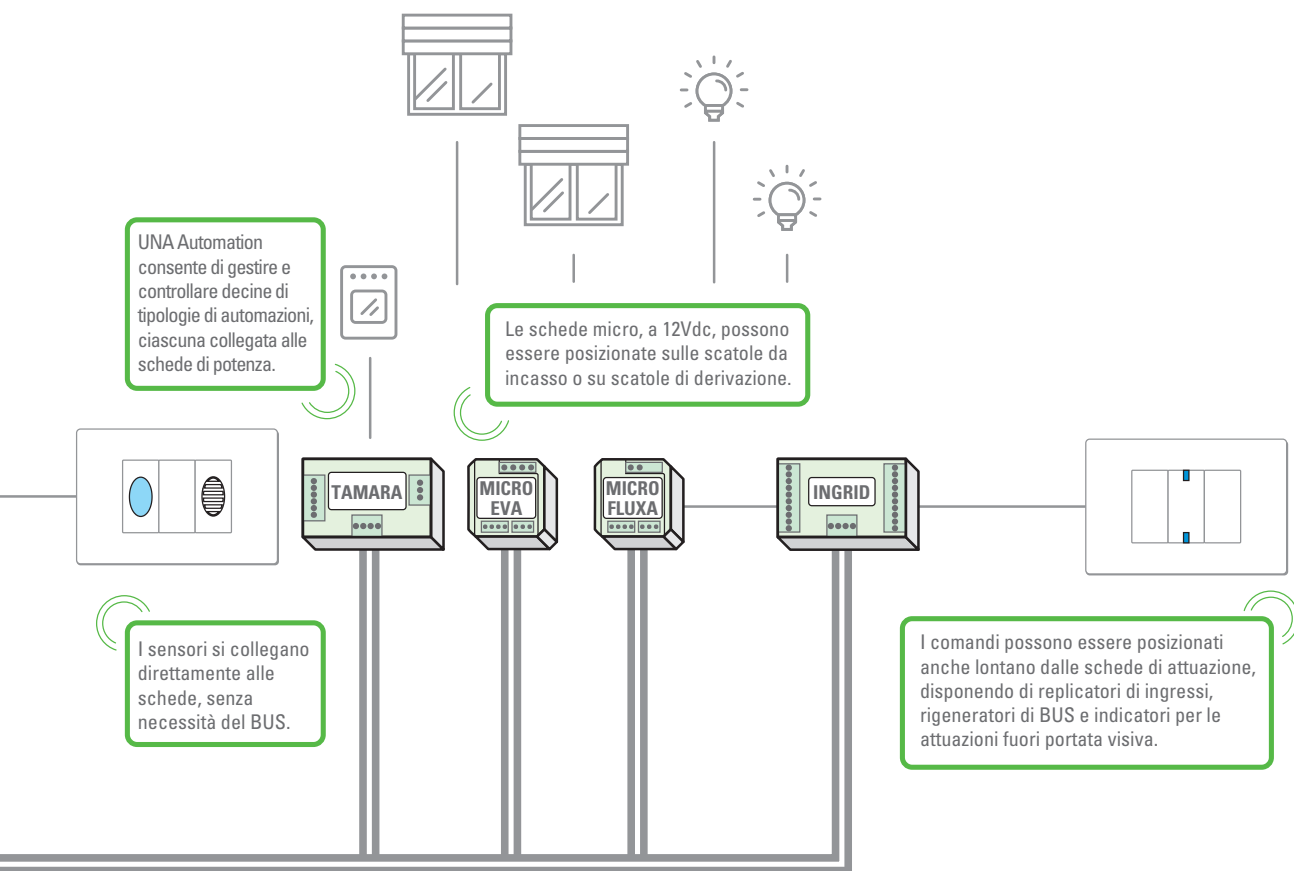 UNA Automation
consente di gestire e
controllare decine di
tipologie di automazioni,
ciascuna collegata alle
schede di potenza.
Le schede micro, a 12Vdc, possono
essere posizionate sulle scatole da
incasso o su scatole di derivazione.
TAMARA
MICRO
EVA
MICRO
FLUXA
INGRID
I sensori si collegano
direttamente alle
schede, senza
necessità del BUS.
I comandi possono essere posizionati
anche lontano dalle schede di attuazione,
disponendo di replicatori di ingressi,
rigeneratori di BUS e indicatori per le
attuazioni fuori portata visiva.